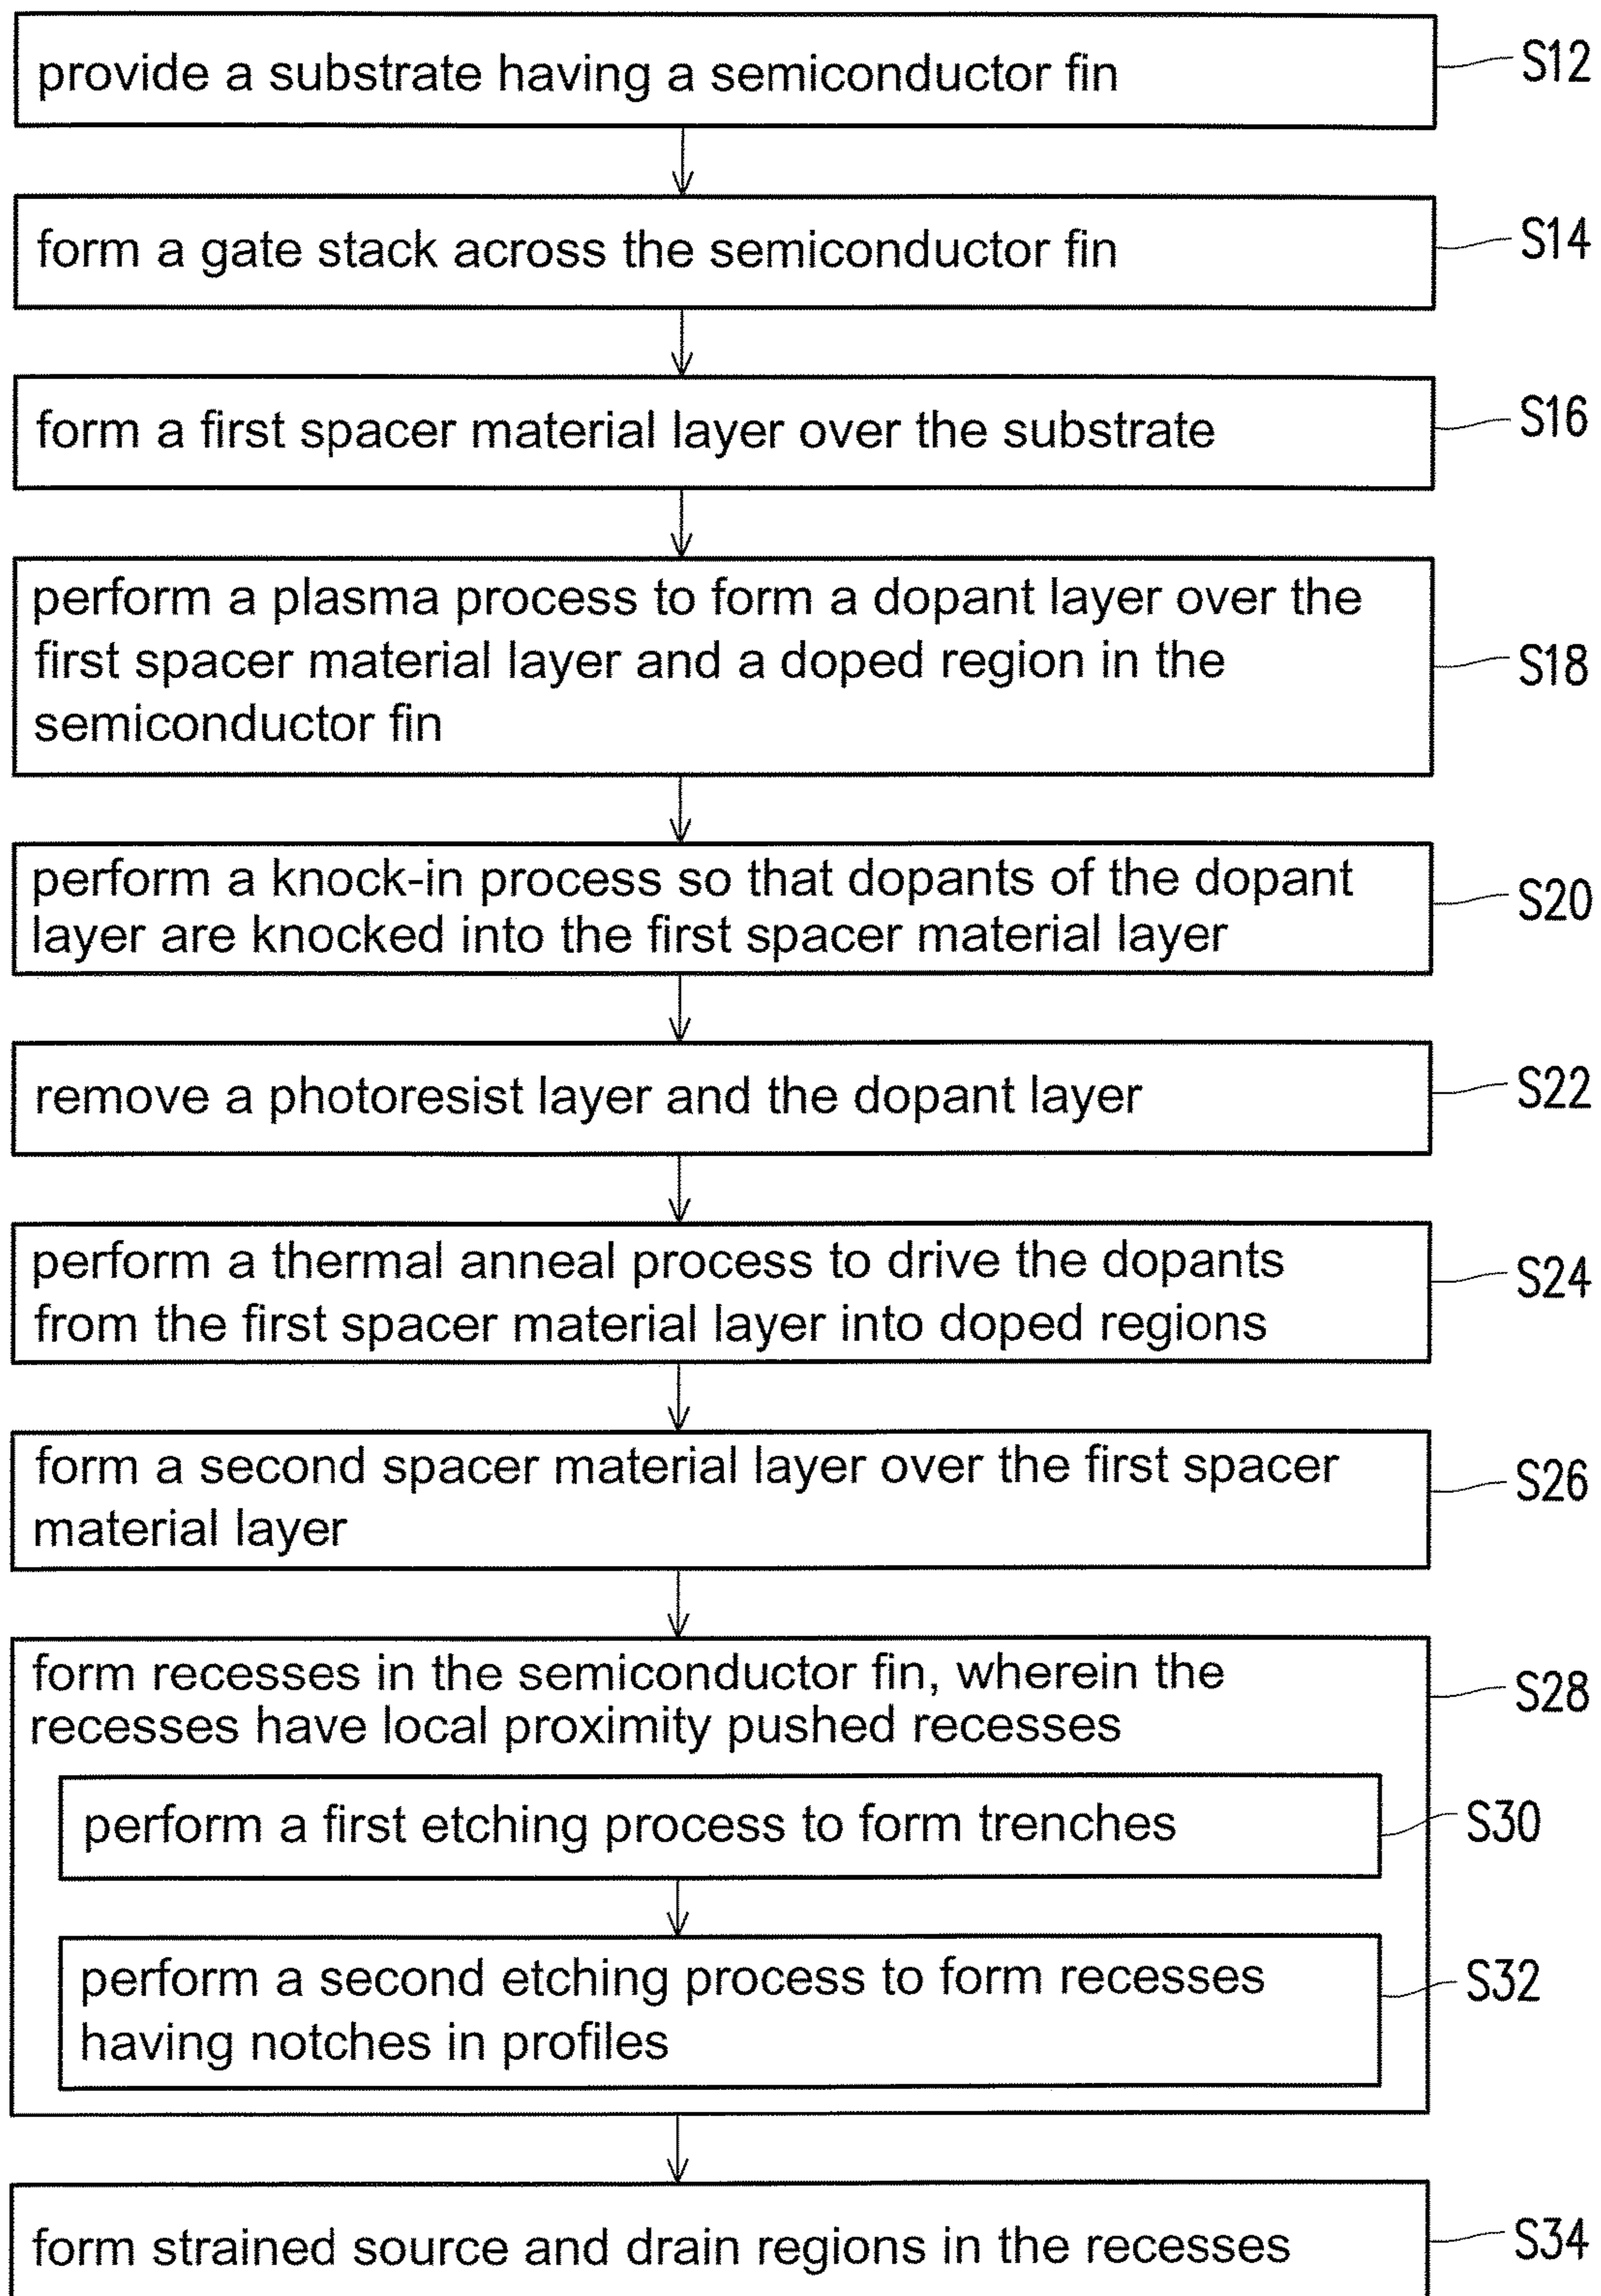 provide a substrate having a semiconductor fin
S12
form a gate stack across the semiconductor fin
S14
form a first spacer material layer over the substrate
S16
perform a plasma process to form a dopant layer over the
first spacer material layer and a doped region in the
semiconductor fin
S18
perform a knock-in process so that dopants of the dopant
layer are knocked into the first spacer material layer
S20
remove a photoresist layer and the dopant layer
S22
perform a thermal anneal process to drive the dopants
from the first spacer material layer into doped regions
S24
form a second spacer material layer over the first spacer
material layer
S26
form recesses in the semiconductor fin, wherein the
recesses have local proximity pushed recesses
S28
perform a first etching process to form trenches
S30
perform a second etching process to form recesses
having notches in profiles
S32
form strained source and drain regions in the recesses
S34